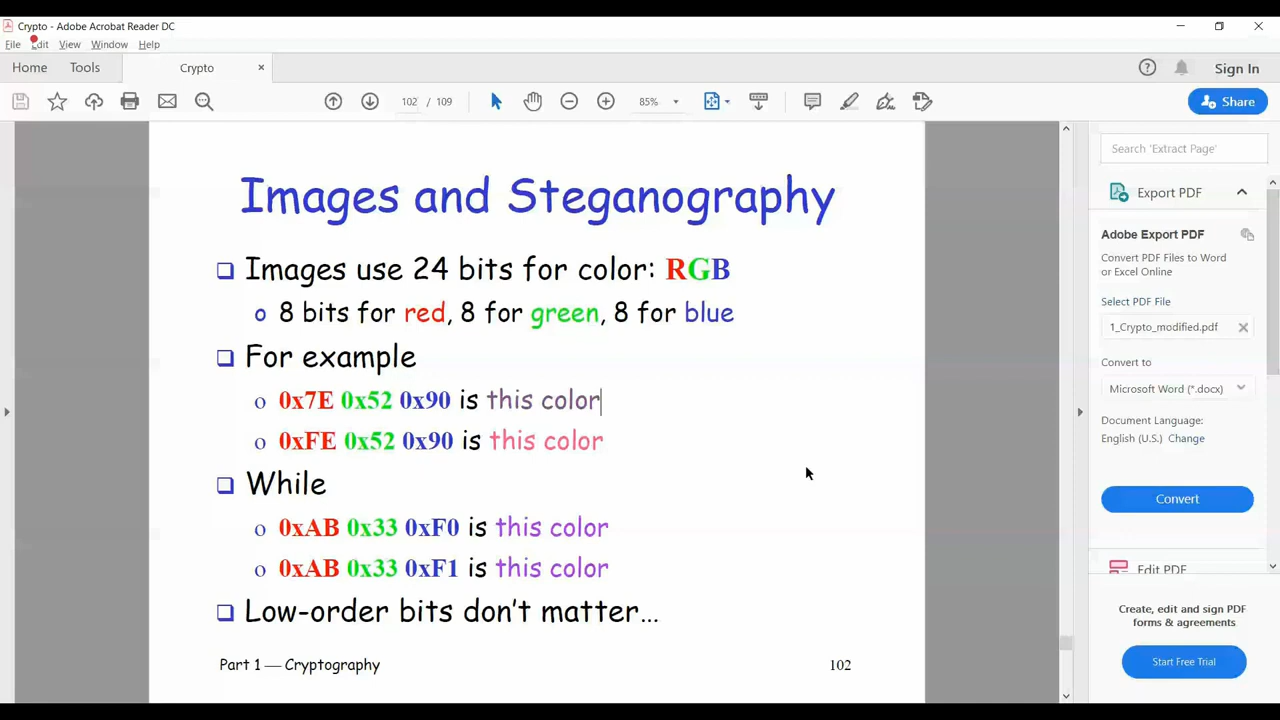 Crypto - Adobe Acrobat Reader DC
File Edit View Window Help
Home Tools Crypto × Sign In
102 / 109 85% Share
Images and Steganography
Images use 24 bits for color: RGB
8 bits for red, 8 for green, 8 for blue
For example
0x7E 0x52 0x90 is this color
0xFE 0x52 0x90 is this color
While
0xAB 0x33 0xF0 is this color
0xAB 0x33 0xF1 is this color
Low-order bits don't matter…
Part 1 — Cryptography 102
Search 'Extract Page'
Export PDF
Adobe Export PDF
Convert PDF Files to Word
or Excel Online
Select PDF File
1_Crypto_modified.pdf
Convert to
Microsoft Word (*.docx)
Document Language:
English (U.S.) Change
Convert
Edit PDF
Create, edit and sign PDF
forms & agreements
Start Free Trial